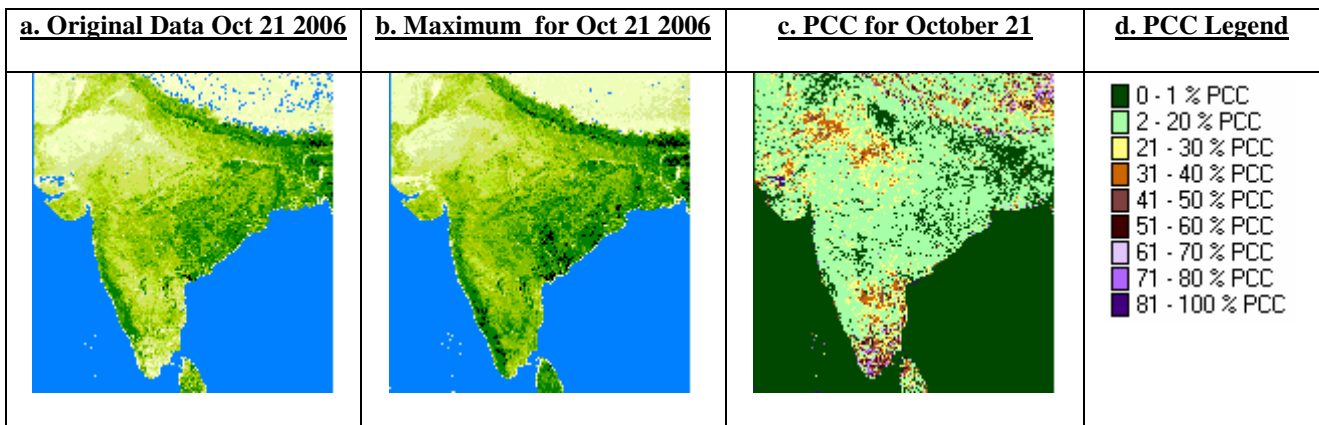 a. Original Data Oct 21 2006
b. Maximum for Oct 21 2006
c. PCC for October 21
d. PCC Legend
0 - 1 % PCC
2 - 20 % PCC
21 - 30 % PCC
31 - 40 % PCC
41 - 50 % PCC
51 - 60 % PCC
61 - 70 % PCC
71 - 80 % PCC
81 - 100 % PCC